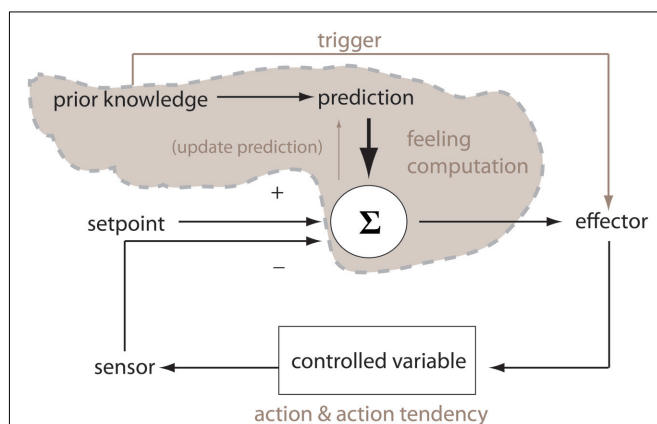 trigger
prior knowledge
prediction
(update prediction)
feeling
computation
+
setpoint
Σ
effector
−
sensor
controlled variable
action & action tendency